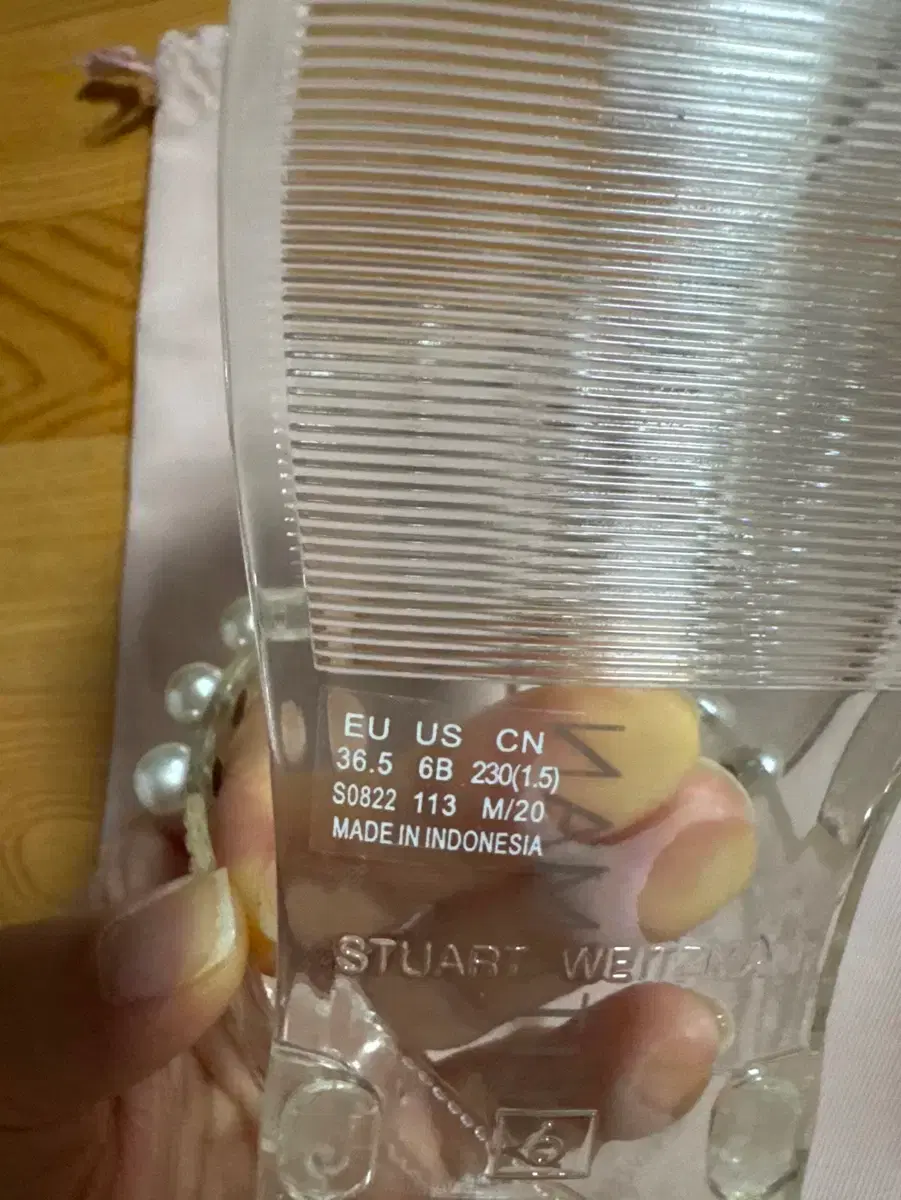 EU US CN
36.5 6B 230(1.5)
S0822 113 M/20
MADE IN INDONESIA
STUART WEITZMAN